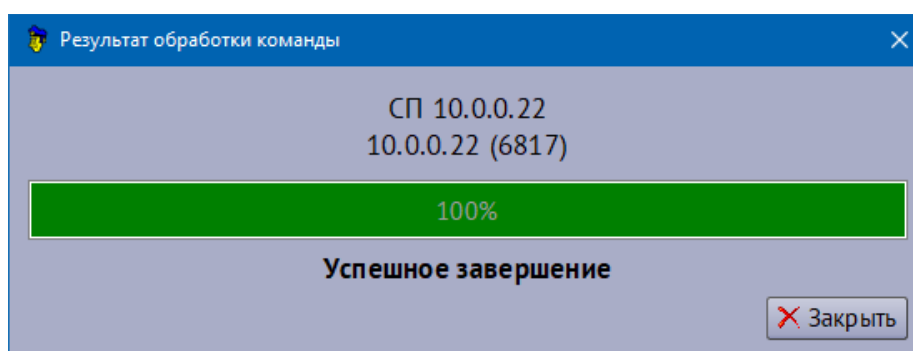 Результат обработки команды
СП 10.0.0.22
10.0.0.22 (6817)
100%
Успешное завершение
Закрыть